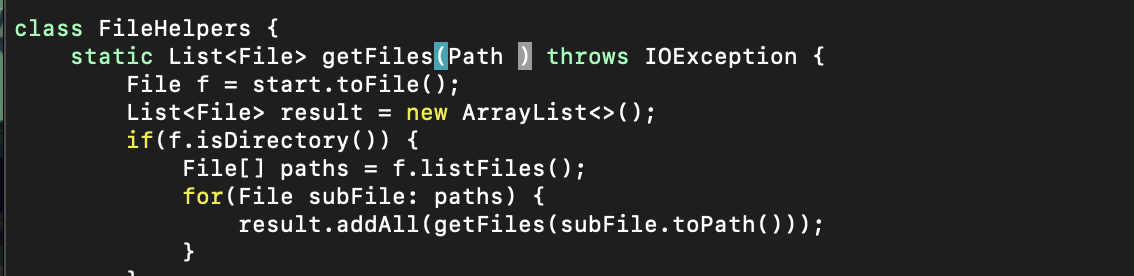 class FileHelpers {
    static List<File> getFiles(Path ) throws IOException {
        File f = start.toFile();
        List<File> result = new ArrayList<>();
        if(f.isDirectory()) {
            File[] paths = f.listFiles();
            for(File subFile: paths) {
                result.addAll(getFiles(subFile.toPath()));
            }
        }